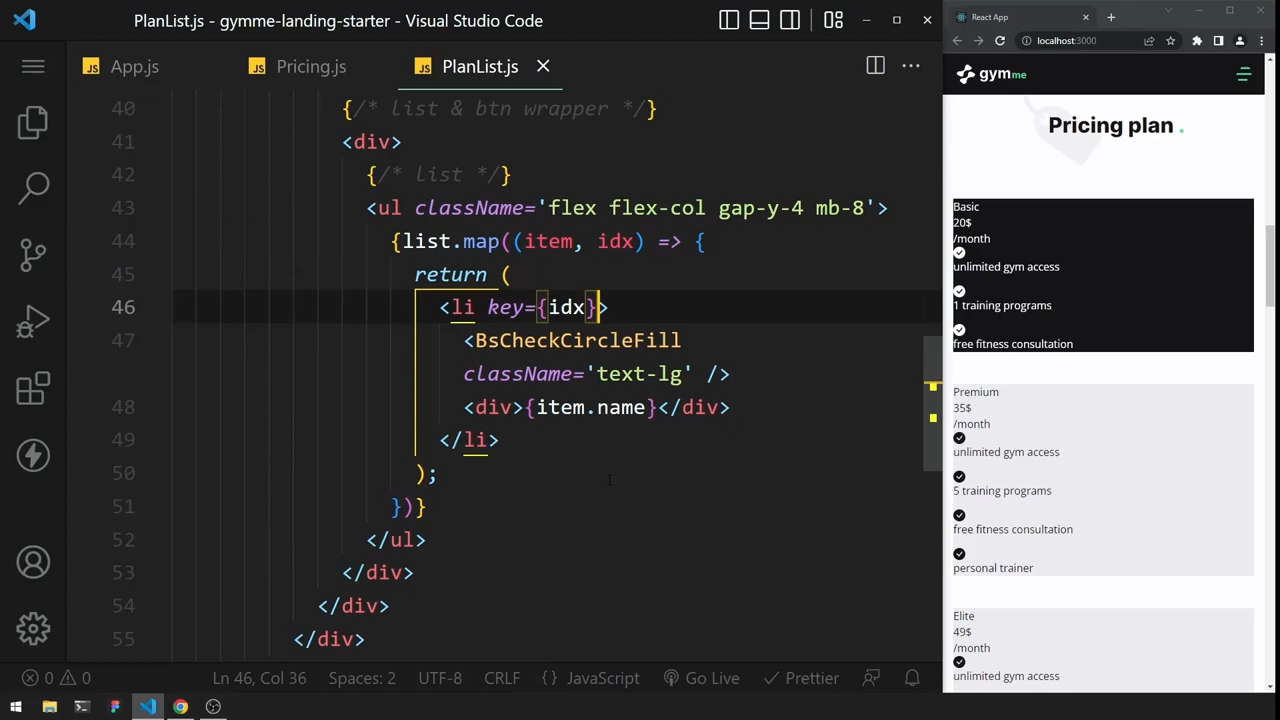 PlanList.js - gymme-landing-starter - Visual Studio Code
App.js
Pricing.js
PlanList.js
40 {/* list & btn wrapper */}
41 <div>
42 {/* list */}
43 <ul className='flex flex-col gap-y-4 mb-8'>
44 {list.map((item, idx) => {
45 return (
46 <li key={idx}>
47 <BsCheckCircleFill
className='text-lg' />
48 <div>{item.name}</div>
49 </li>
50 );
51 })}
52 </ul>
53 </div>
54 </div>
55 </div>
0 0
Ln 46, Col 36
Spaces: 2
UTF-8
CRLF
{} JavaScript
Go Live
Prettier
React App
localhost:3000
gymme
Pricing plan .
Basic
20$
/month
unlimited gym access
1 training programs
free fitness consultation
Premium
35$
/month
unlimited gym access
5 training programs
free fitness consultation
personal trainer
Elite
49$
/month
unlimited gym access